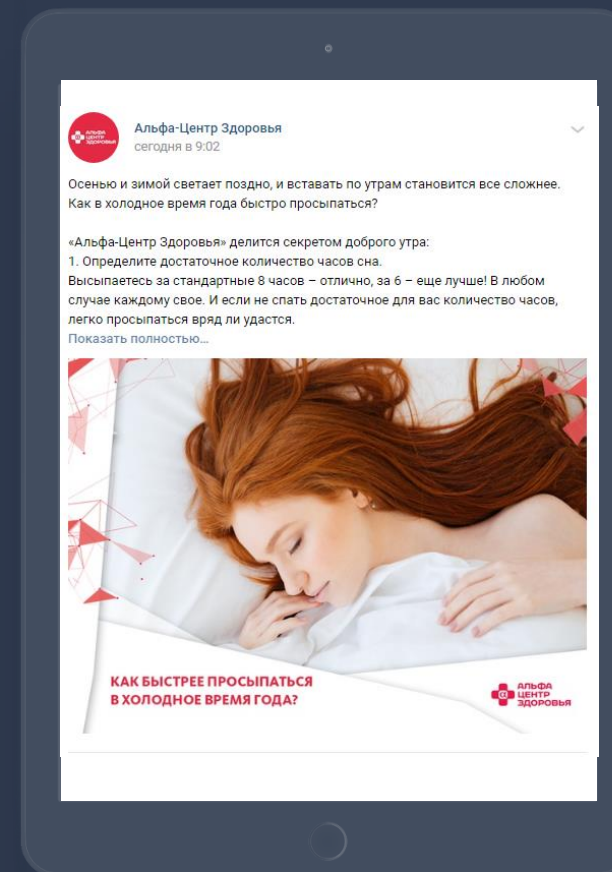 АЛЬФА
ЦЕНТР
ЗДОРОВЬЯ
Альфа-Центр Здоровья
сегодня в 9:02
Осенью и зимой светает поздно, и вставать по утрам становится все сложнее.
Как в холодное время года быстро просыпаться?
«Альфа-Центр Здоровья» делится секретом доброго утра:
1. Определите достаточное количество часов сна.
Высыпаетесь за стандартные 8 часов – отлично, за 6 – еще лучше! В любом
случае каждому свое. И если не спать достаточное для вас количество часов,
легко просыпаться вряд ли удастся.
Показать полностью…
КАК БЫСТРЕЕ ПРОСЫПАТЬСЯ
В ХОЛОДНОЕ ВРЕМЯ ГОДА?
АЛЬФА
ЦЕНТР
ЗДОРОВЬЯ